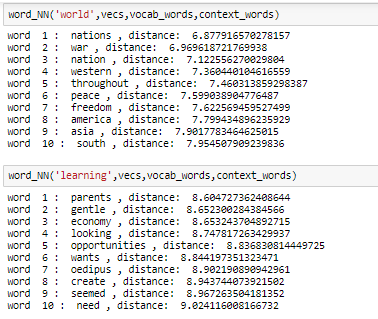 word_NN('world',vecs,vocab_words,context_words)
word 1 : nations , distance: 6.877916570278157
word 2 : war , distance: 6.969618721769938
word 3 : nation , distance: 7.122556270029804
word 4 : western , distance: 7.360440104616559
word 5 : throughout , distance: 7.460313859298387
word 6 : peace , distance: 7.599038904776487
word 7 : freedom , distance: 7.622569459527499
word 8 : america , distance: 7.799434896235929
word 9 : asia , distance: 7.9017783464625015
word 10 : south , distance: 7.954507909239836
word_NN('learning',vecs,vocab_words,context_words)
word 1 : parents , distance: 8.604727362408644
word 2 : gentle , distance: 8.652300284384566
word 3 : economy , distance: 8.653243704892715
word 4 : looking , distance: 8.747817263429937
word 5 : opportunities , distance: 8.836830814449725
word 6 : wants , distance: 8.844197351323471
word 7 : oedipus , distance: 8.902190890942961
word 8 : create , distance: 8.943744073921502
word 9 : seemed , distance: 8.967263504181352
word 10 : need , distance: 9.024116008166732